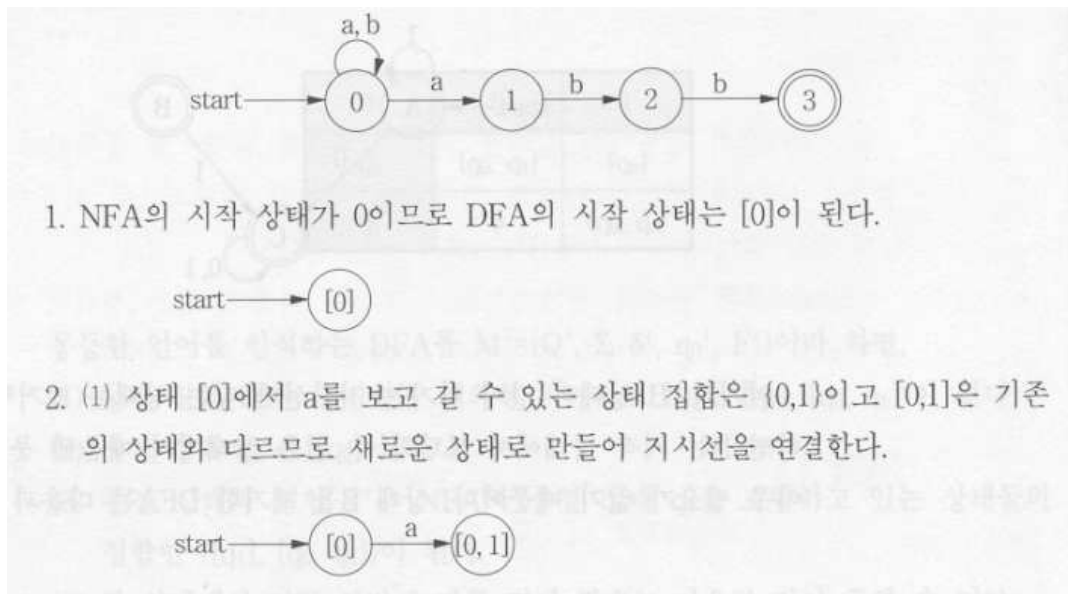 a, b
start 0 a 1 b 2 b 3
1. NFA의 시작 상태가 0이므로 DFA의 시작 상태는 [0]이 된다.
start [0]
2. (1) 상태 [0]에서 a를 보고 갈 수 있는 상태 집합은 {0,1}이고 [0,1]은 기존
의 상태와 다르므로 새로운 상태로 만들어 지시선을 연결한다.
start [0] a [0, 1]